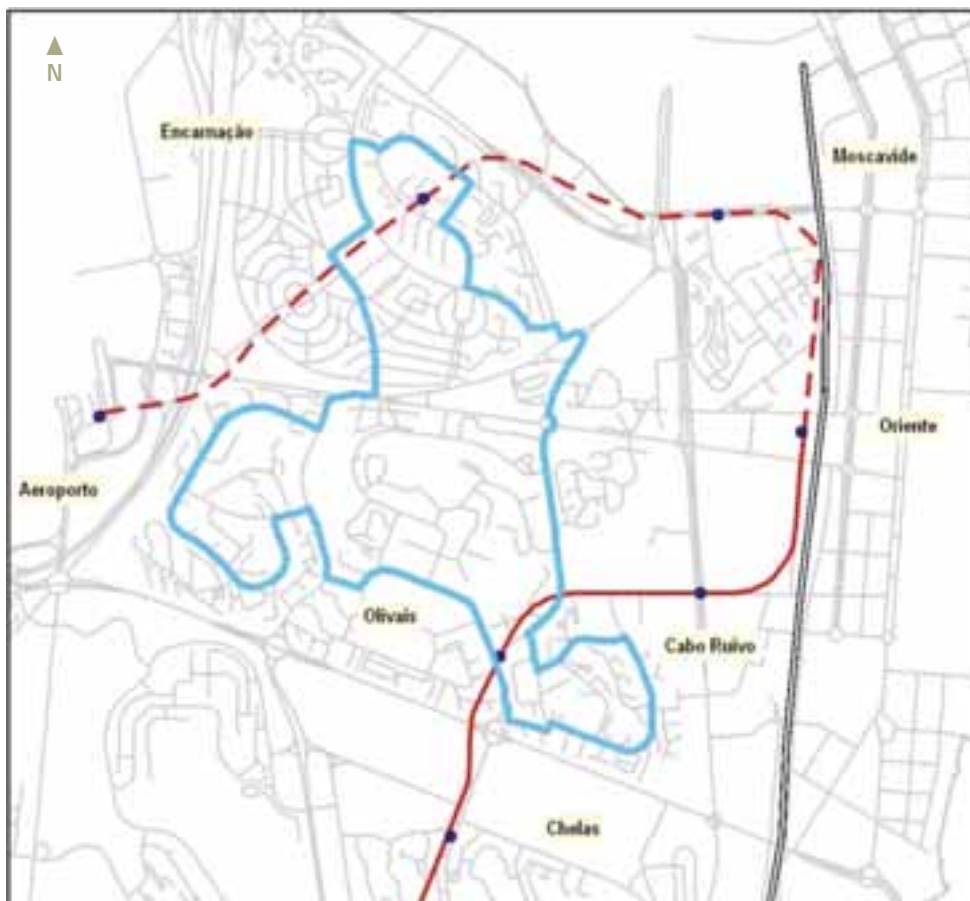 N
Encarnação
Moscavide
Oriente
Aeroporto
Olivais
Cabo Ruivo
Chelas